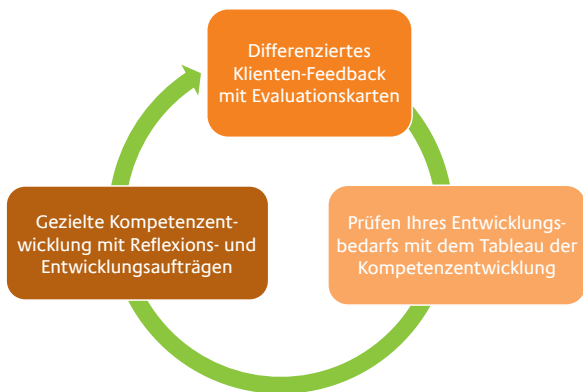 Differenziertes
Klienten-Feedback
mit Evaluationskarten
Prüfen Ihres Entwicklungs-
bedarfs mit dem Tableau der
Kompetenzentwicklung
Gezielte Kompetenzent-
wicklung mit Reflexions- und
Entwicklungsaufträgen